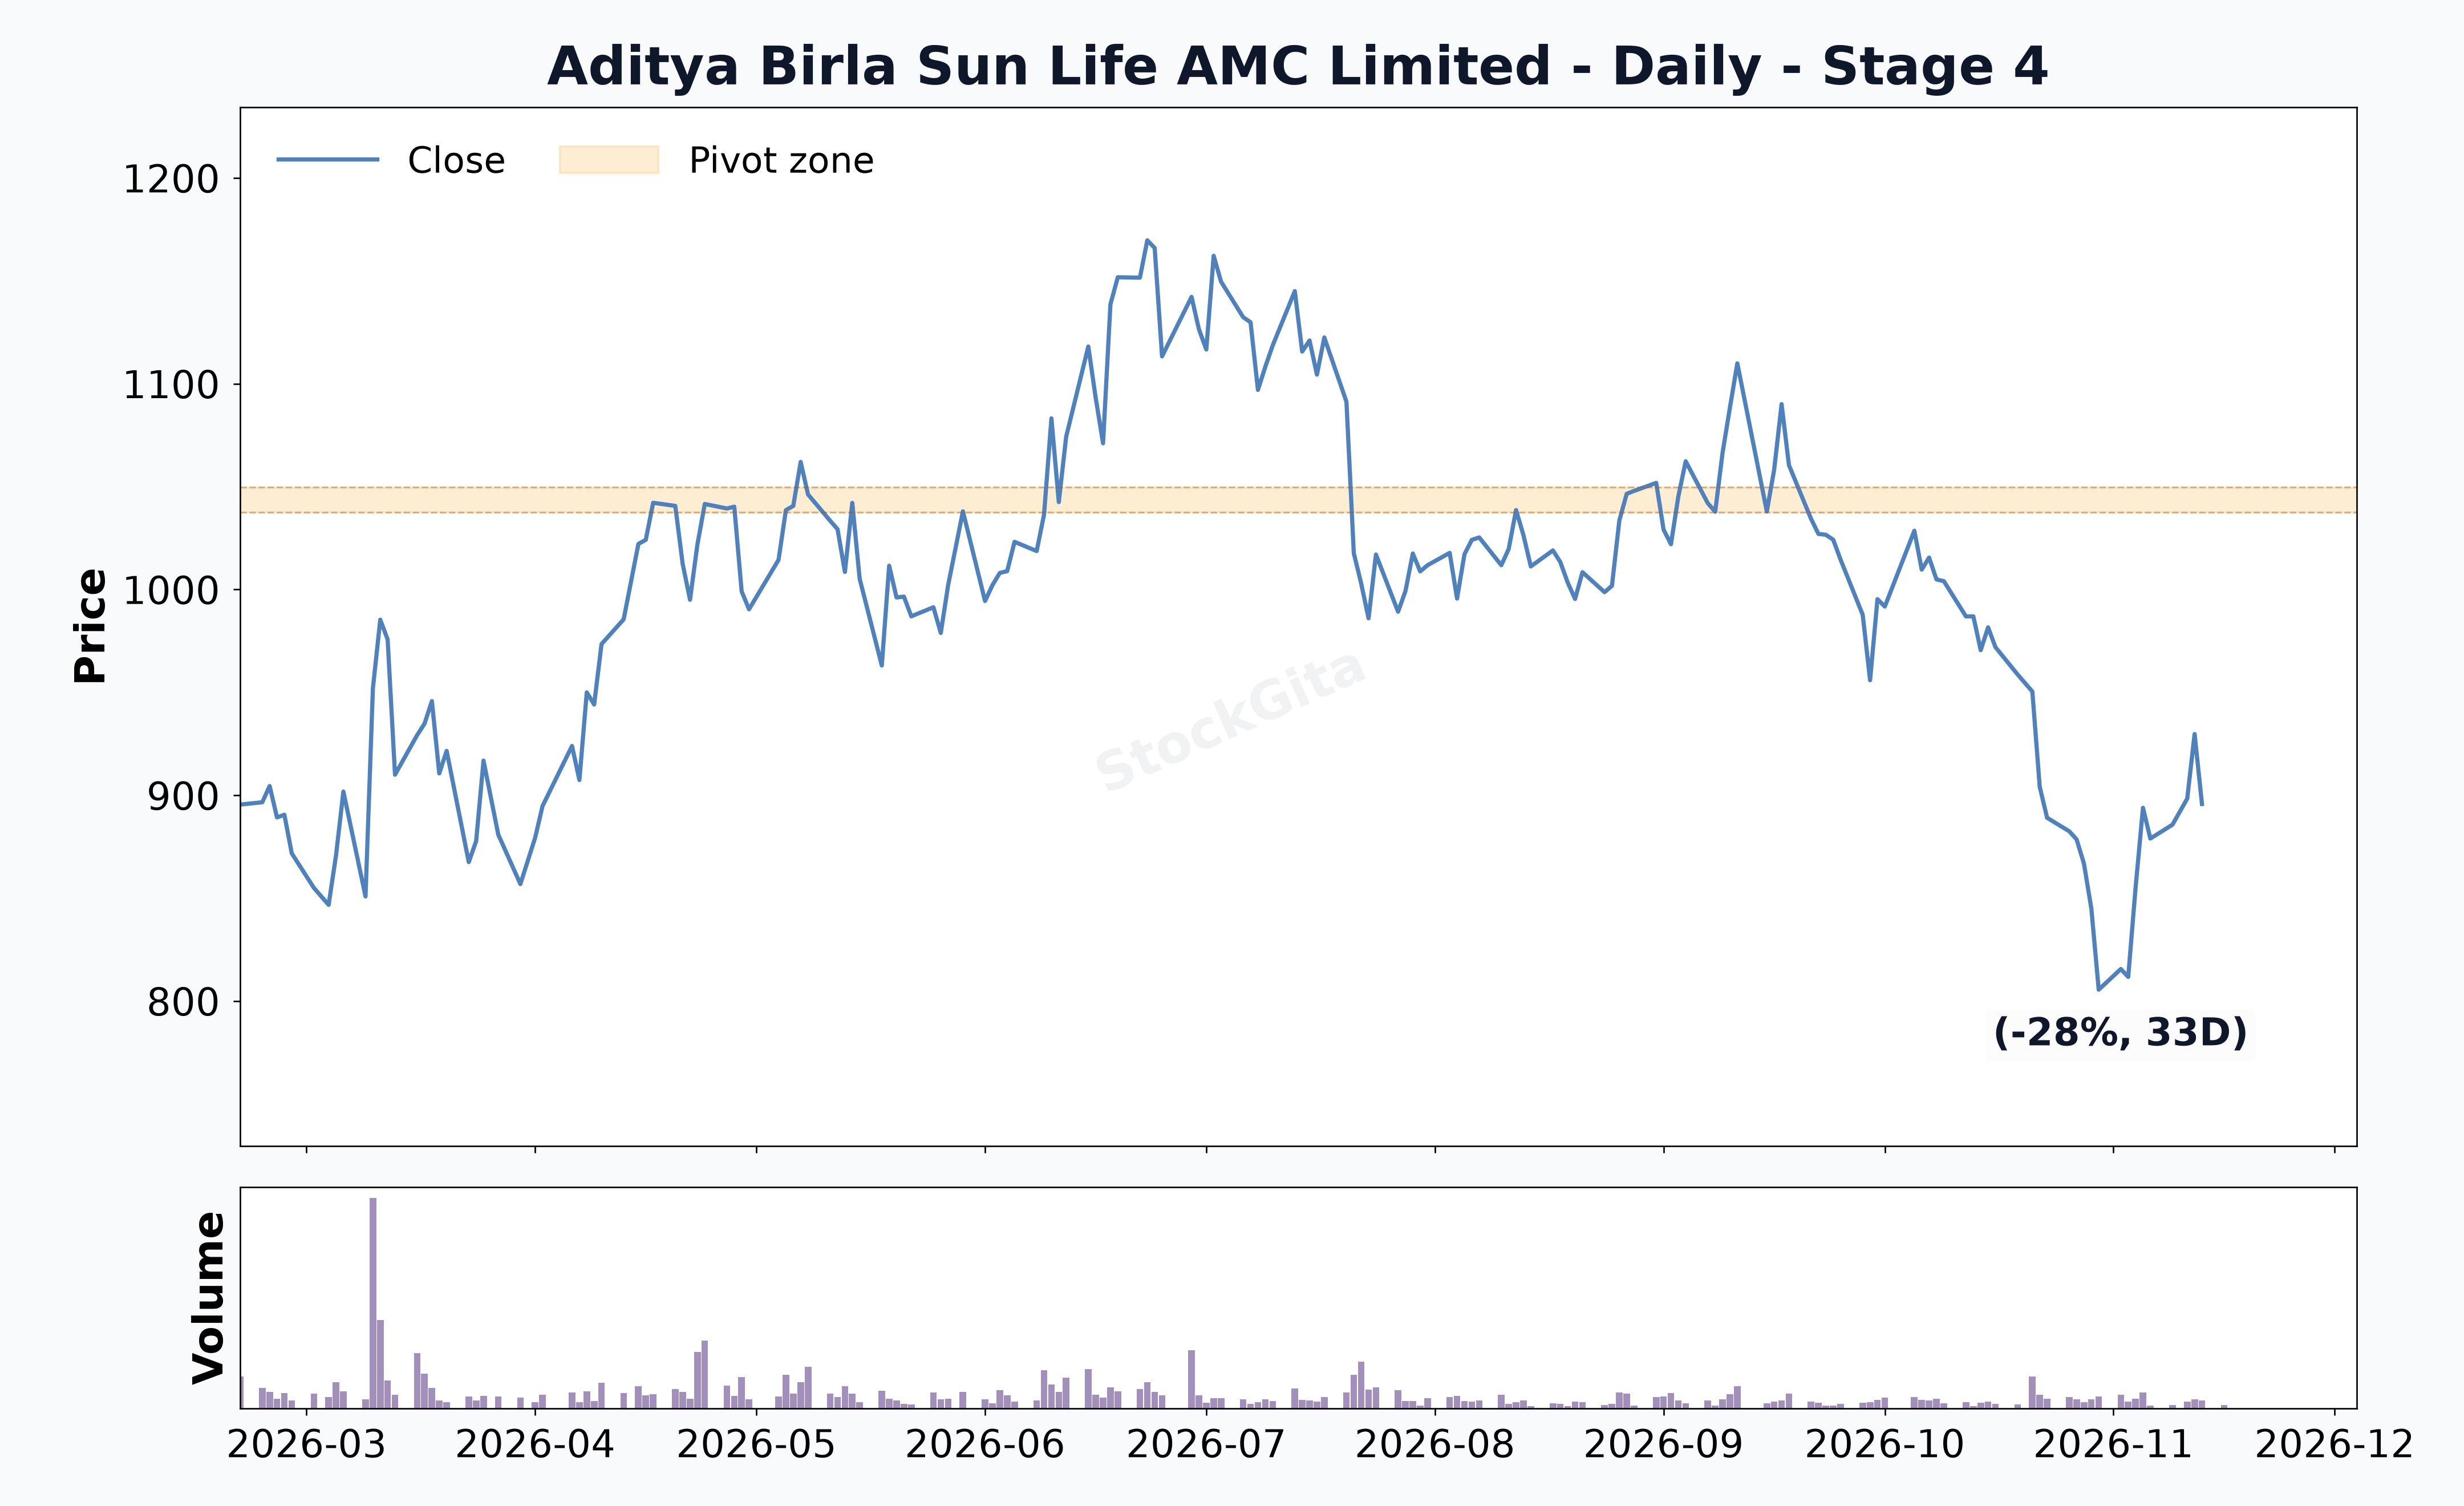 Aditya Birla Sun Life AMC Limited - Daily - Stage 4
Close
Pivot zone
1200
1100
1000
900
800
Price
StockGita
(-28%, 33D)
Volume
2026-03
2026-04
2026-05
2026-06
2026-07
2026-08
2026-09
2026-10
2026-11
2026-12